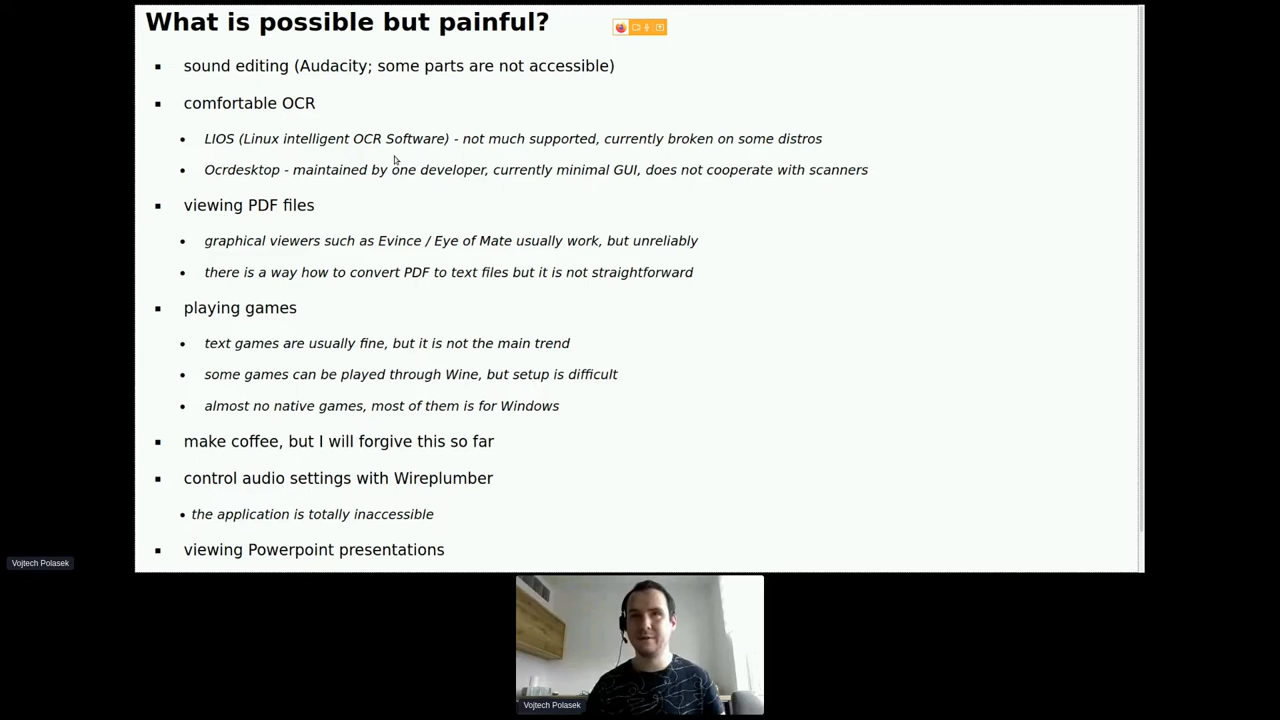 What is possible but painful?
sound editing (Audacity; some parts are not accessible)
comfortable OCR
LIOS (Linux intelligent OCR Software) - not much supported, currently broken on some distros
Ocrdesktop - maintained by one developer, currently minimal GUI, does not cooperate with scanners
viewing PDF files
graphical viewers such as Evince / Eye of Mate usually work, but unreliably
there is a way how to convert PDF to text files but it is not straightforward
playing games
text games are usually fine, but it is not the main trend
some games can be played through Wine, but setup is difficult
almost no native games, most of them is for Windows
make coffee, but I will forgive this so far
control audio settings with Wireplumber
the application is totally inaccessible
viewing Powerpoint presentations
Vojtech Polasek
Vojtech Polasek